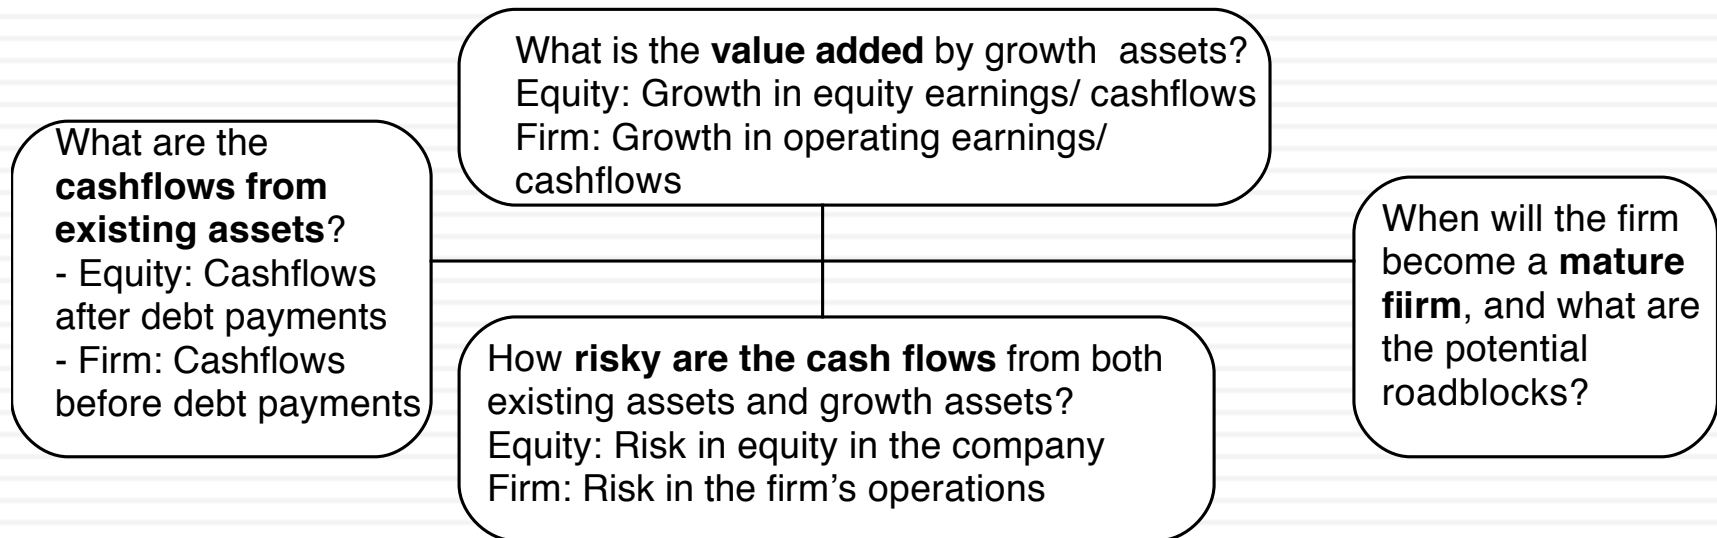 What is the value added by growth  assets?
Equity: Growth in equity earnings/ cashflows
Firm: Growth in operating earnings/
cashflows
What are the
cashflows from
existing assets?
- Equity: Cashflows
after debt payments
- Firm: Cashflows
before debt payments
When will the firm
become a mature
fiirm, and what are
the potential
roadblocks?
How risky are the cash flows from both
existing assets and growth assets?
Equity: Risk in equity in the company
Firm: Risk in the firm’s operations